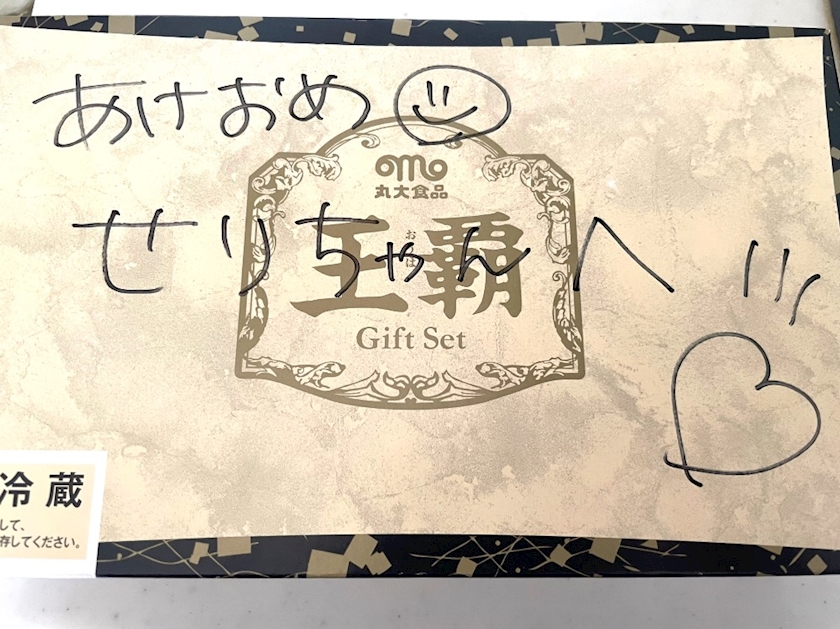 あけおめ
丸大食品
せりちゃんへ
王覇
おうは
Gift Set
冷蔵
して、
存してください。